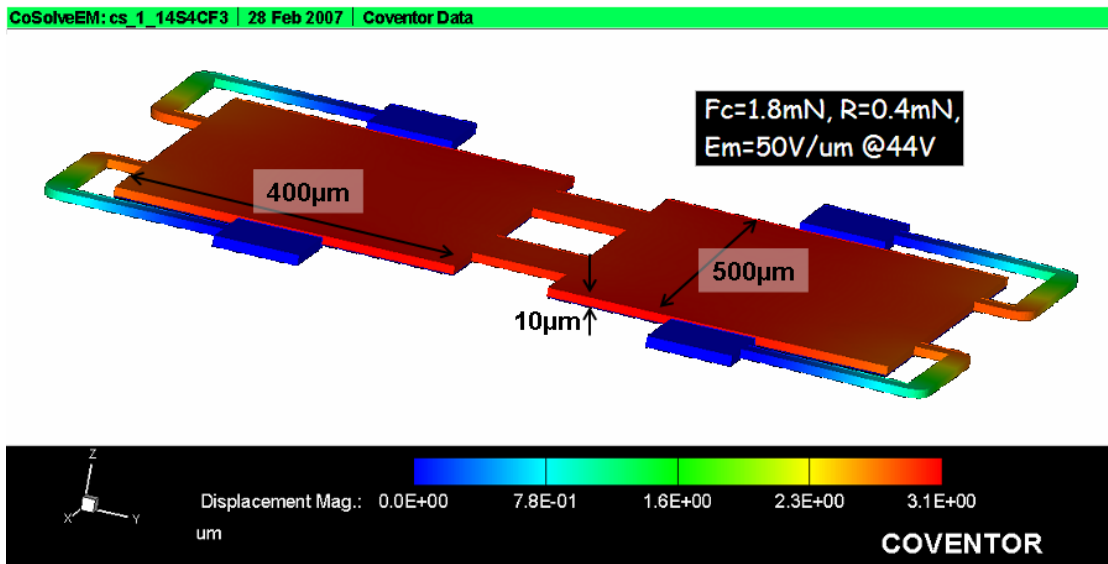 CoSolveEM: cs_1_14S4CF3 | 28 Feb 2007 | Coventor Data
Fc=1.8mN, R=0.4mN,
Em=50V/um @44V
400µm
500µm
10µm
Z
X
Y
Displacement Mag.: 0.0E+00 7.8E-01 1.6E+00 2.3E+00 3.1E+00
um
COVENTOR